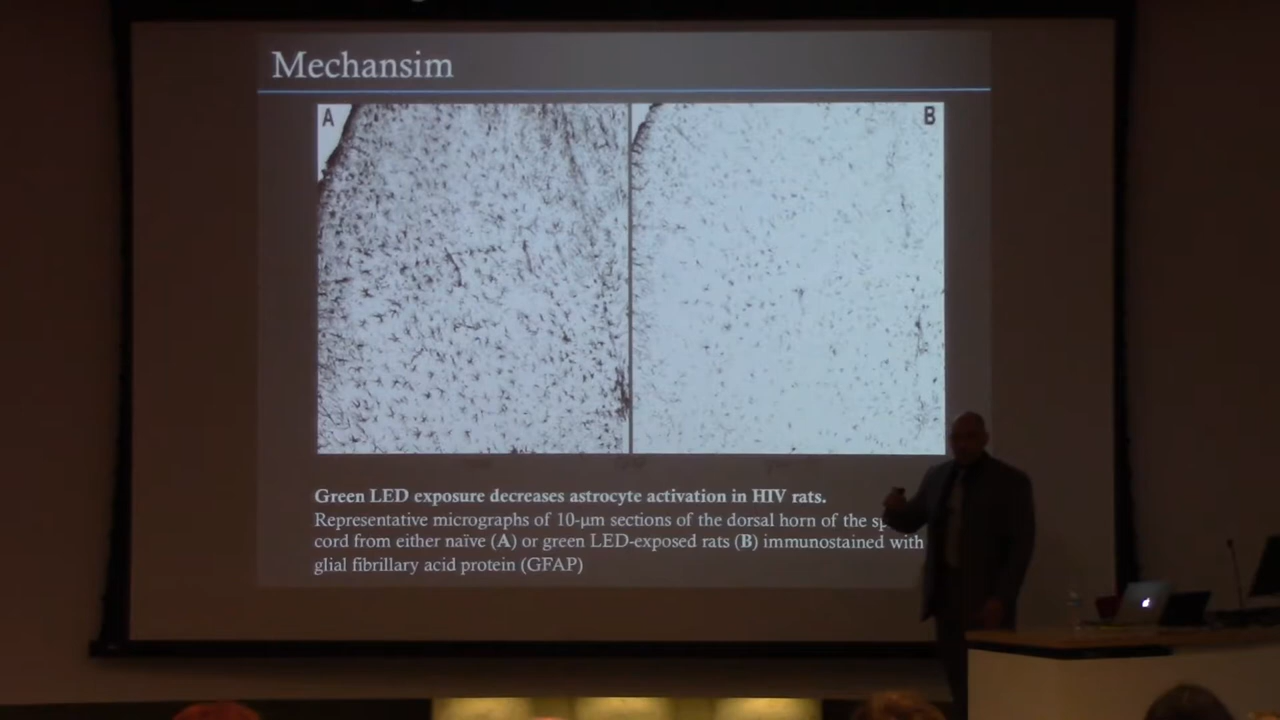 Mechansim
A
B
Green LED exposure decreases astrocyte activation in HIV rats.
Representative micrographs of 10-µm sections of the dorsal horn of the
cord from either naïve (A) or green LED-exposed rats (B) immunostained with
glial fibrillary acid protein (GFAP)